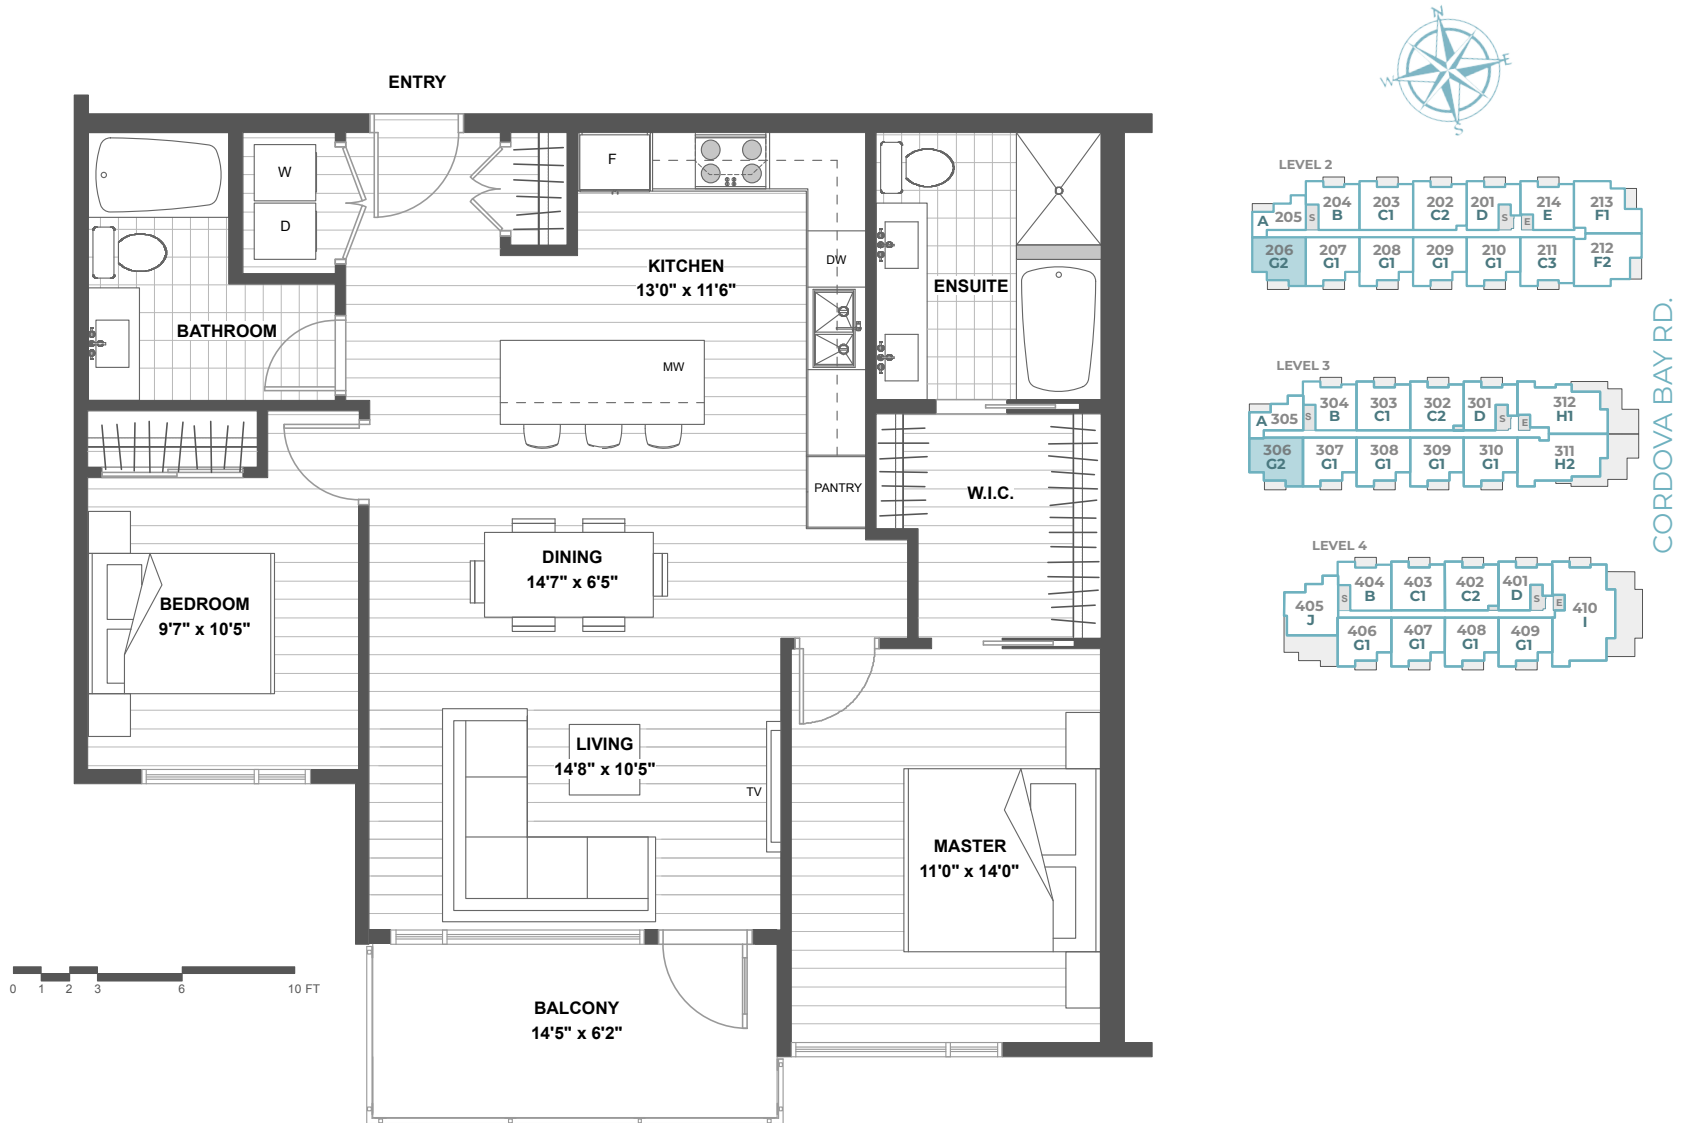 ENTRY
W
D
F
KITCHEN
13'0" x 11'6"
DW
MW
PANTRY
BATHROOM
ENSUITE
W.I.C.
DINING
14'7" x 6'5"
BEDROOM
9'7" x 10'5"
LIVING
14'8" x 10'5"
TV
MASTER
11'0" x 14'0"
BALCONY
14'5" x 6'2"
0 1 2 3 6 10 FT
N
E
S
W
LEVEL 2
A 205
S
204
B
203
C1
202
C2
201
D
S
E
214
E
213
F1
206
G2
207
G1
208
G1
209
G1
210
G1
211
C3
212
F2
LEVEL 3
A 305
S
304
B
303
C1
302
C2
301
D
S
E
312
H1
306
G2
307
G1
308
G1
309
G1
310
G1
311
H2
LEVEL 4
405
J
S
404
B
403
C1
402
C2
401
D
S
E
410
I
406
G1
407
G1
408
G1
409
G1
CORDOVA BAY RD.